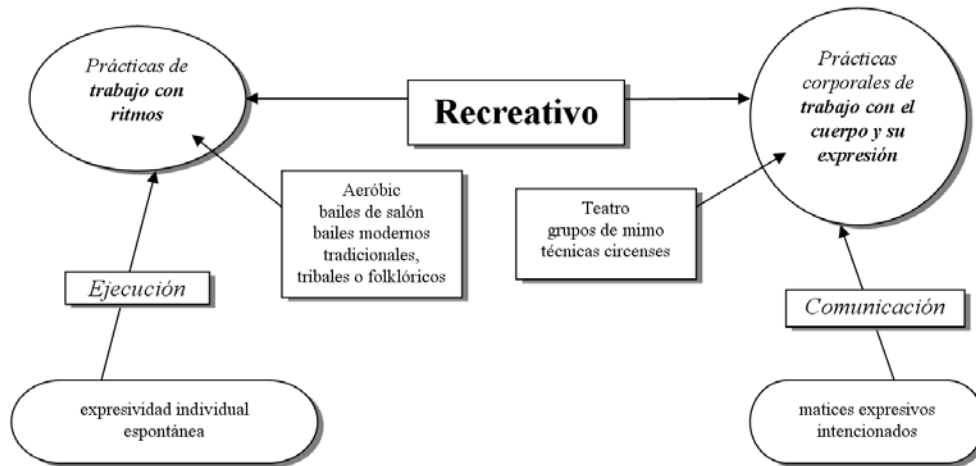 Prácticas de
trabajo con
ritmos
Recreativo
Prácticas
corporales de
trabajo con el
cuerpo y su
expresión
Aeróbic
bailes de salón
bailes modernos
tradicionales,
tribales o folklóricos
Teatro
grupos de mimo
técnicas circenses
Ejecución
Comunicación
expresividad individual
espontánea
matices expresivos
intencionados